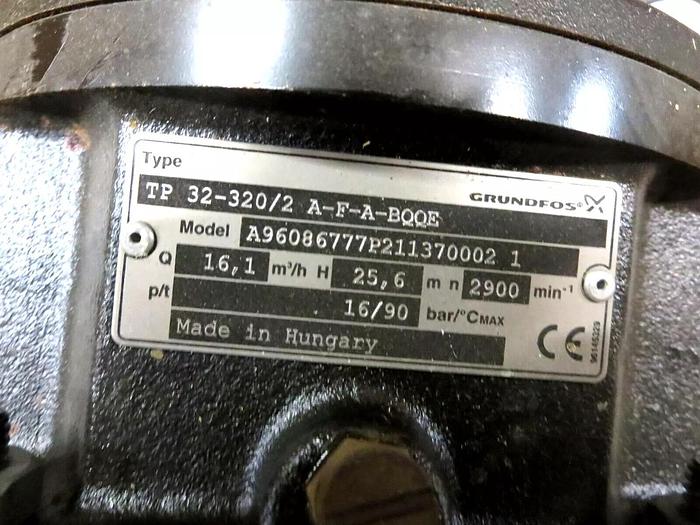 Type
GRUNDFOS
TP 32-320/2 A-F-A-BQQE
Model A96086777P211370002 1
Q 16,1 m³/h H 25,6 m n 2900 min⁻¹
p/t 16/90 bar/°CMAX
Made in Hungary CE
96145329